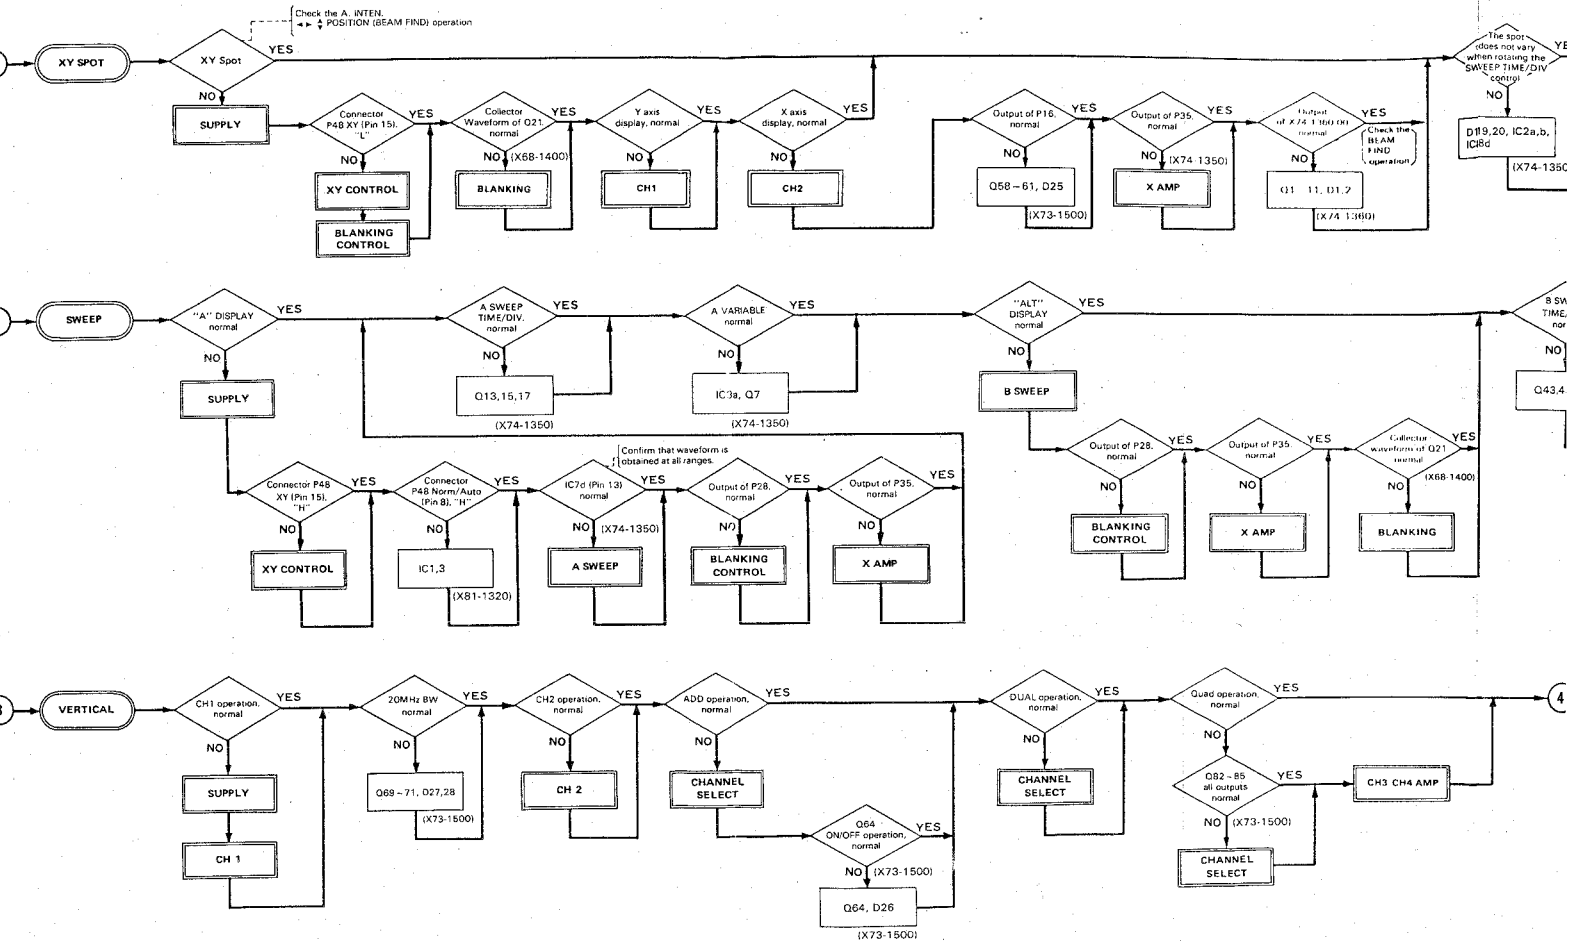 Check the A. INTEN.
◄ ► ▲▼ POSITION (BEAM FIND) operation
XY SPOT
XY Spot
YES
NO
SUPPLY
Connector
P48 XY (Pin 15),
"L"
YES
NO
XY CONTROL
BLANKING
CONTROL
Collector
Waveform of Q21,
normal
YES
NO
(X68-1400)
BLANKING
Y axis
display, normal
YES
NO
CH1
X axis
display, normal
YES
NO
CH2
Output of P16,
normal
YES
NO
Q58~61, D25
(X73-1500)
Output of P35,
normal
YES
NO
(X74-1350)
X AMP
Output
of X74-1360-00
normal
YES
NO
Check the
BEAM
FIND
operation
Q1~11, D1,2
(X74-1360)
The spot
does not vary
when rotating the
SWEEP TIME/DIV
control
YE
NO
D119,20, IC2a,b,
IC18d
(X74-1350
SWEEP
"A" DISPLAY
normal
YES
NO
SUPPLY
A SWEEP
TIME/DIV,
normal
YES
NO
Q13,15,17
(X74-1350)
A VARIABLE
normal
YES
NO
IC3a, Q7
(X74-1350)
"ALT"
DISPLAY
normal
YES
NO
B SWEEP
B SW
TIME/
nor
NO
Q43,4
Connector P48
XY (Pin 15),
"H"
YES
NO
XY CONTROL
Connector
P48 Norm/Auto
(Pin 8), "H"
YES
NO
IC1,3
(X81-1320)
Confirm that waveform is
obtained at all ranges.
IC7d (Pin 13)
normal
YES
NO
(X74-1350)
A SWEEP
Output of P28,
normal
YES
NO
BLANKING
CONTROL
Output of P35,
normal
YES
NO
X AMP
Output of P28,
normal
YES
NO
BLANKING
CONTROL
Output of P35,
normal
YES
NO
X AMP
Collector
waveform of Q21
normal
YES
NO
(X68-1400)
BLANKING
VERTICAL
CH1 operation,
normal
YES
NO
SUPPLY
CH 1
20MHz BW
normal
YES
NO
Q69~71, D27,28
(X73-1500)
CH2 operation,
normal
YES
NO
CH 2
ADD operation,
normal
YES
NO
CHANNEL
SELECT
Q64
ON/OFF operation,
normal
YES
NO
(X73-1500)
Q64, D26
(X73-1500)
DUAL operation,
normal
YES
NO
CHANNEL
SELECT
Quad operation,
normal
YES
NO
Q82~85
all outputs
normal
YES
NO
(X73-1500)
CHANNEL
SELECT
CH3 CH4 AMP
4